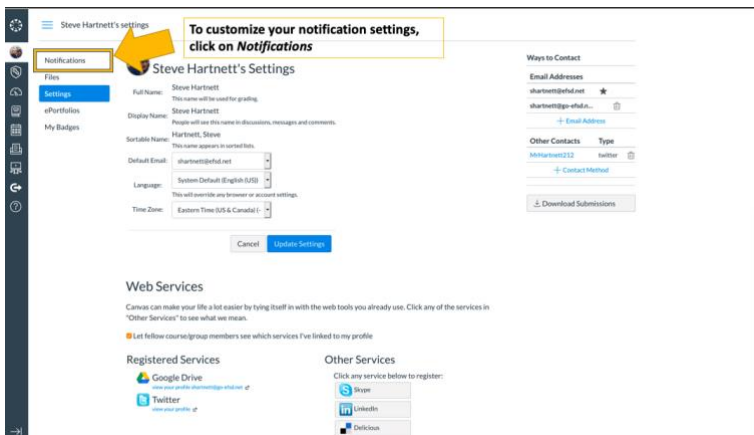 Steve Hartnett's settings
To customize your notification settings,
click on Notifications
Notifications
Files
Settings
ePortfolios
My Badges
Steve Hartnett's Settings
Full Name: Steve Hartnett
This name will be used for grading.
Display Name: Steve Hartnett
People will see this name in discussions, messages and comments.
Sortable Name: Hartnett, Steve
This name appears in sorted lists.
Default Email: shartnett@ehsd.net
Language: System Default (English (US))
This will override any browser or account settings.
Time Zone: Eastern Time (US & Canada) (-
Cancel
Update Settings
Ways to Contact
Email Addresses
+ Email Address
Other Contacts Type
MrHartnett212 twitter
+ Contact Method
Download Submissions
Web Services
Canvas can make your life a lot easier by tying itself in with the web tools you already use. Click any of the services in
"Other Services" to see what we mean.
Let fellow course/group members see which services I've linked to my profile
Registered Services
Google Drive
Twitter
view your profile
Other Services
Click any service below to register:
Skype
LinkedIn
Delicious